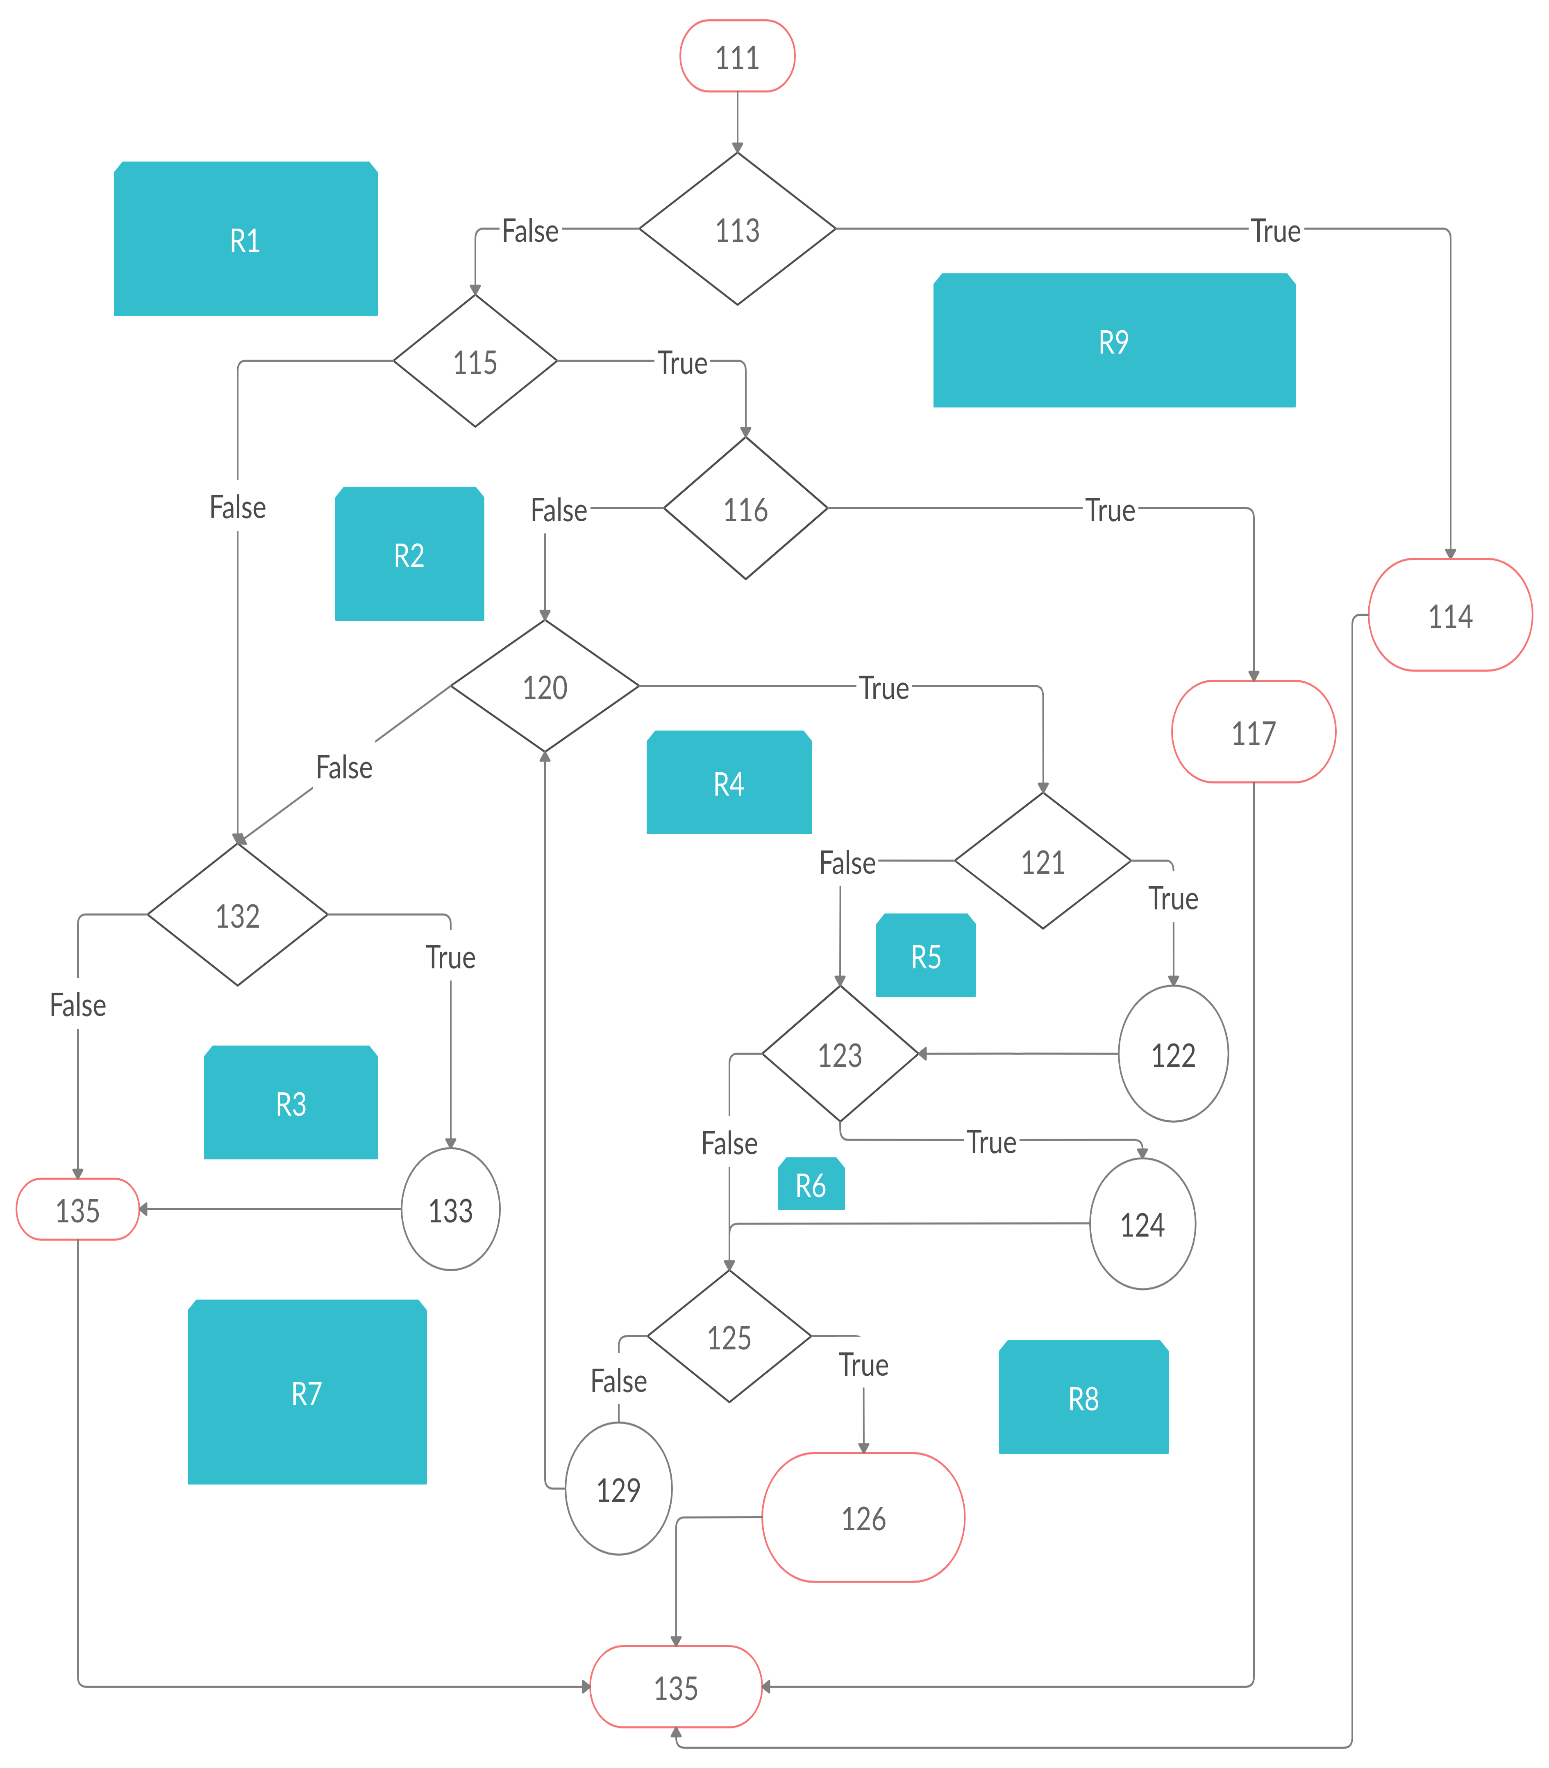 111
113
False
True
R1
R9
115
True
False
116
False
True
R2
114
120
True
False
117
R4
121
False
True
132
R5
True
False
123
122
R3
False
True
R6
135
133
124
125
False
True
R7
R8
129
126
135